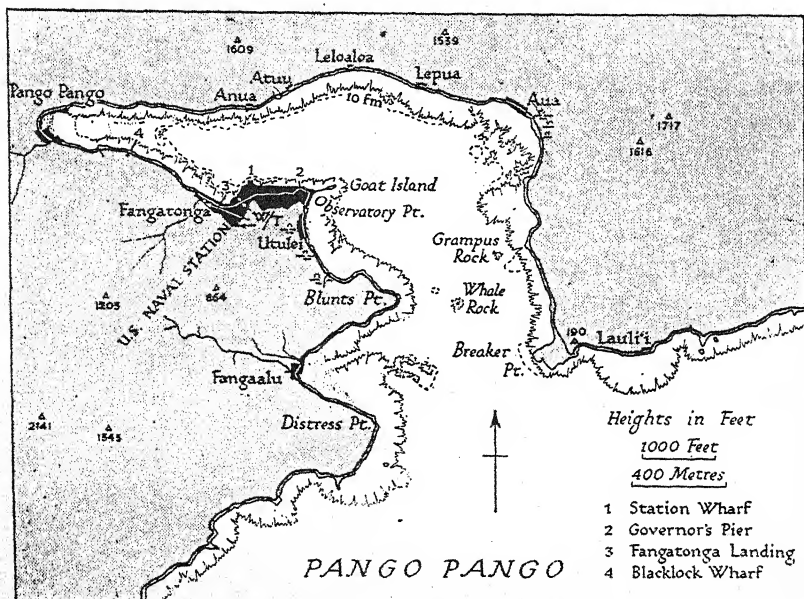 1609
1539
Leloaloa
Atuu
Lepua
Pango Pango
Anua
10 Fm
Aua
1717
1616
4
1
2
3
Goat Island
Observatory Pt.
Fangatonga
W/T
Utulei
U.S. NAVAL STATION
Grampus
Rock
1205
864
Blunts Pt.
Whale
Rock
190
Lauli'i
Breaker
Pt.
Fangaalu
2141
1545
Distress Pt.
Heights in Feet
1000 Feet
400 Metres
1 Station Wharf
2 Governor's Pier
3 Fangatonga Landing
4 Blacklock Wharf
PANGO PANGO